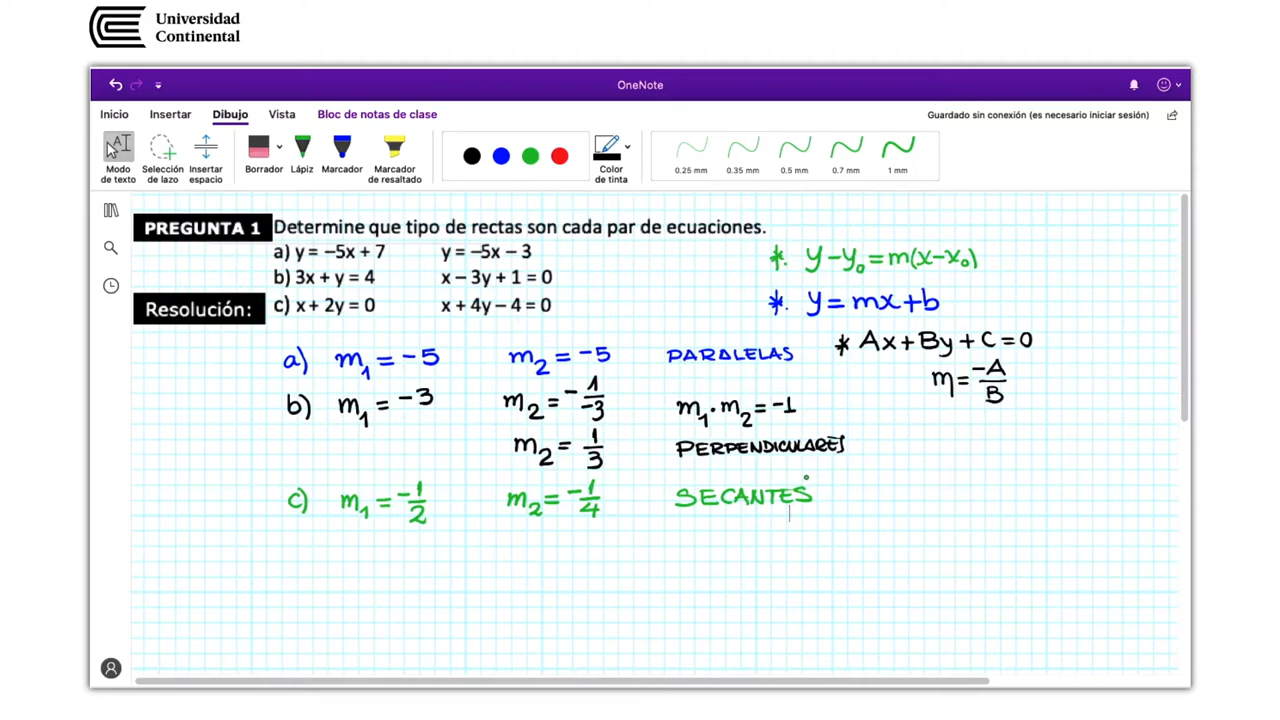 Universidad
Continental
OneNote
Inicio Insertar Dibujo Vista Bloc de notas de clase Guardado sin conexión (es necesario iniciar sesión)
Modo de texto Selección de lazo Insertar espacio Borrador Lápiz Marcador Marcador de resaltado Color de tinta 0.25 mm 0.35 mm 0.5 mm 0.7 mm 1 mm
PREGUNTA 1 Determine que tipo de rectas son cada par de ecuaciones.
a) y = –5x + 7 y = –5x – 3
*. y-y₀=m(x-x₀)
b) 3x + y = 4 x – 3y + 1 = 0
Resolución: c) x + 2y = 0 x + 4y – 4 = 0
*. y=mx+b
* Ax+By+C=0
m=-A/B
a) m₁=-5 m₂=-5 PARALELAS
b) m₁=-3 m₂=-1/-3 m₁.m₂=-1
m₂=1/3 PERPENDICULARES
c) m₁=-1/2 m₂=-1/4 SECANTES